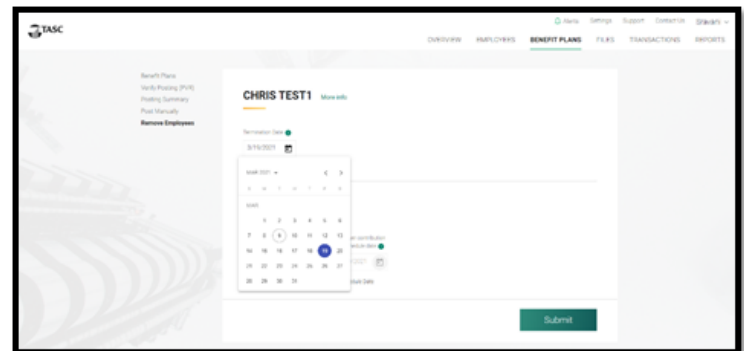 TASC
Alerts Settings Support Contact Us Sravani
OVERVIEW EMPLOYEES BENEFIT PLANS FILES TRANSACTIONS REPORTS
Benefit Plans
Verify Posting (PVR)
Posting Summary
Post Manually
Remove Employees
CHRIS TEST1 More info
Termination Date
3/19/2021
MAR 2021
S M T W T F S
MAR
1 2 3 4 5 6
7 8 9 10 11 12 13
14 15 16 17 18 19 20
21 22 23 24 25 26 27
28 29 30 31
contribution
Submit